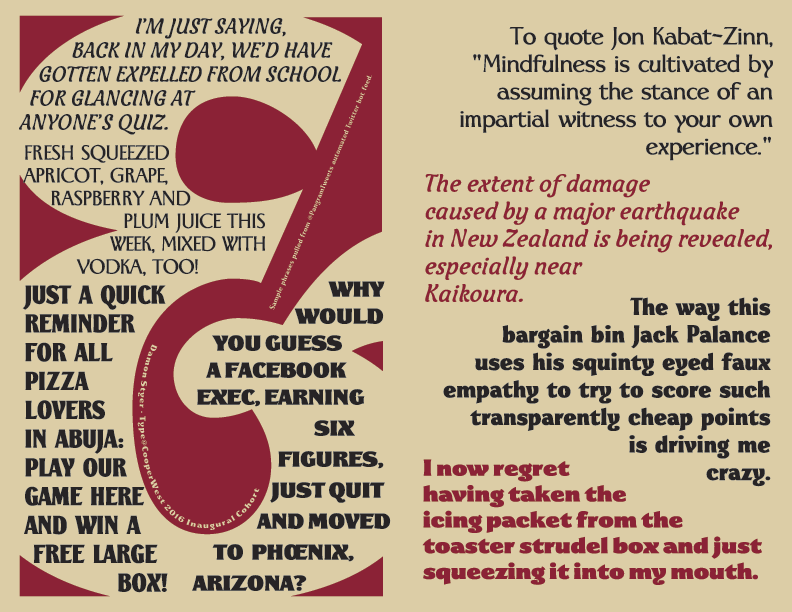 I'M JUST SAYING,
BACK IN MY DAY, WE'D HAVE
GOTTEN EXPELLED FROM SCHOOL
FOR GLANCING AT
ANYONE'S QUIZ.
FRESH SQUEEZED
APRICOT, GRAPE,
RASPBERRY AND
PLUM JUICE THIS
WEEK, MIXED WITH
VODKA, TOO!
JUST A QUICK
REMINDER
FOR ALL
PIZZA
LOVERS
IN ABUJA:
PLAY OUR
GAME HERE
AND WIN A
FREE LARGE
BOX!
WHY
WOULD
YOU GUESS
A FACEBOOK
EXEC, EARNING
SIX
FIGURES,
JUST QUIT
AND MOVED
TO PHŒNIX,
ARIZONA?
Sample phrases pulled from @PangramTweets automated Twitter bot feed.
Damon Styer - Type@CooperWest 2016 Inaugural Cohort
To quote Jon Kabat-Zinn,
"Mindfulness is cultivated by
assuming the stance of an
impartial witness to your own
experience."
The extent of damage
caused by a major earthquake
in New Zealand is being revealed,
especially near
Kaikoura.
The way this
bargain bin Jack Palance
uses his squinty eyed faux
empathy to try to score such
transparently cheap points
is driving me
crazy.
I now regret
having taken the
icing packet from the
toaster strudel box and just
squeezing it into my mouth.